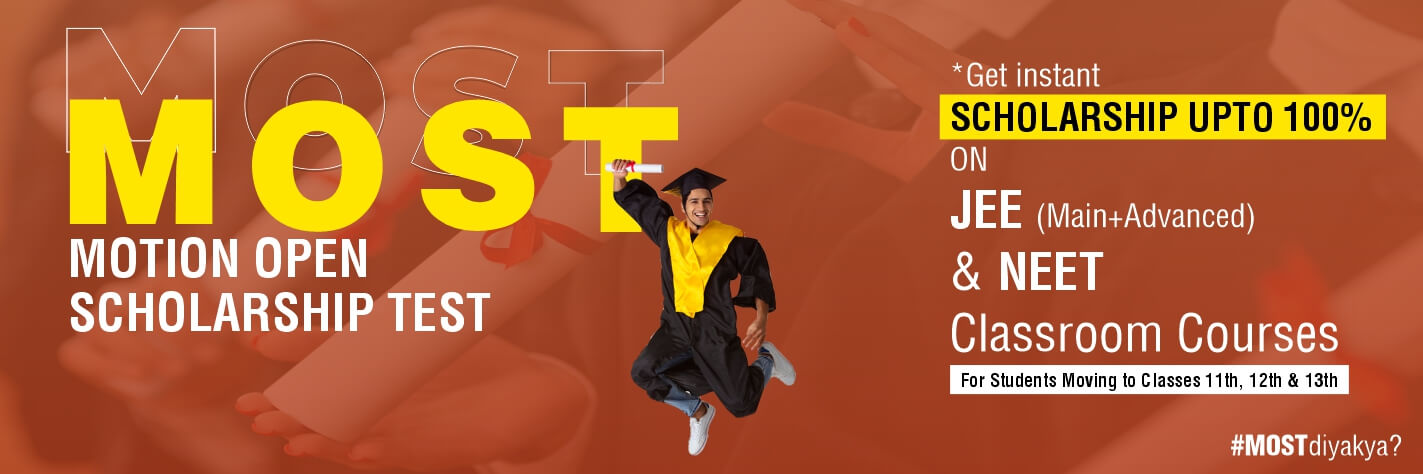 MOST
MOST
MOTION OPEN
SCHOLARSHIP TEST
*Get instant
SCHOLARSHIP UPTO 100%
ON
JEE (Main+Advanced)
& NEET
Classroom Courses
For Students Moving to Classes 11th, 12th & 13th
#MOSTdiyakya?